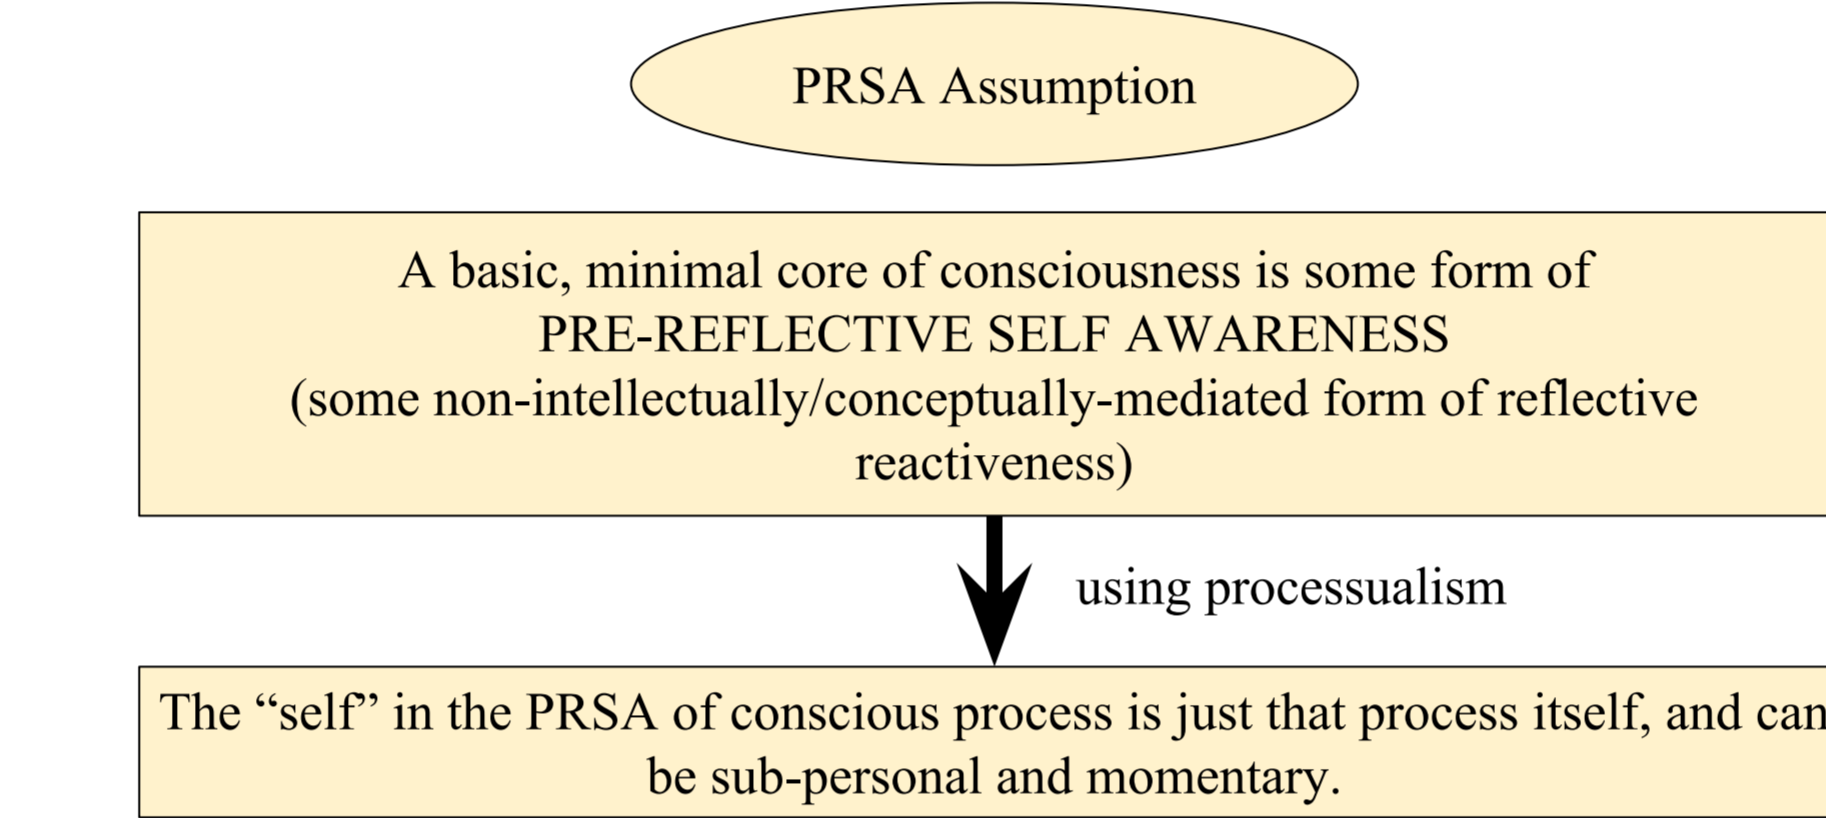 PRSA Assumption
A basic, minimal core of consciousness is some form of
PRE-REFLECTIVE SELF AWARENESS
(some non-intellectually/conceptually-mediated form of reflective
reactiveness)
using processualism
The “self” in the PRSA of conscious process is just that process itself, and can
be sub-personal and momentary.